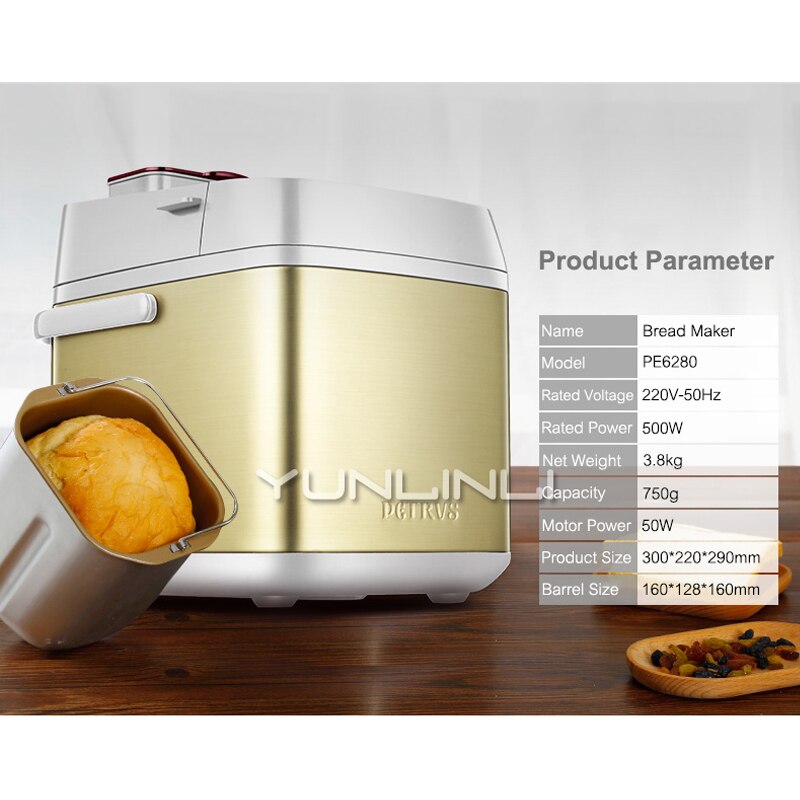 Product Parameter
Name Bread Maker
Model PE6280
Rated Voltage 220V-50Hz
Rated Power 500W
Net Weight 3.8kg
YUNLINLI
Capacity 750g
PETRVS
Motor Power 50W
Product Size 300*220*290mm
Barrel Size 160*128*160mm